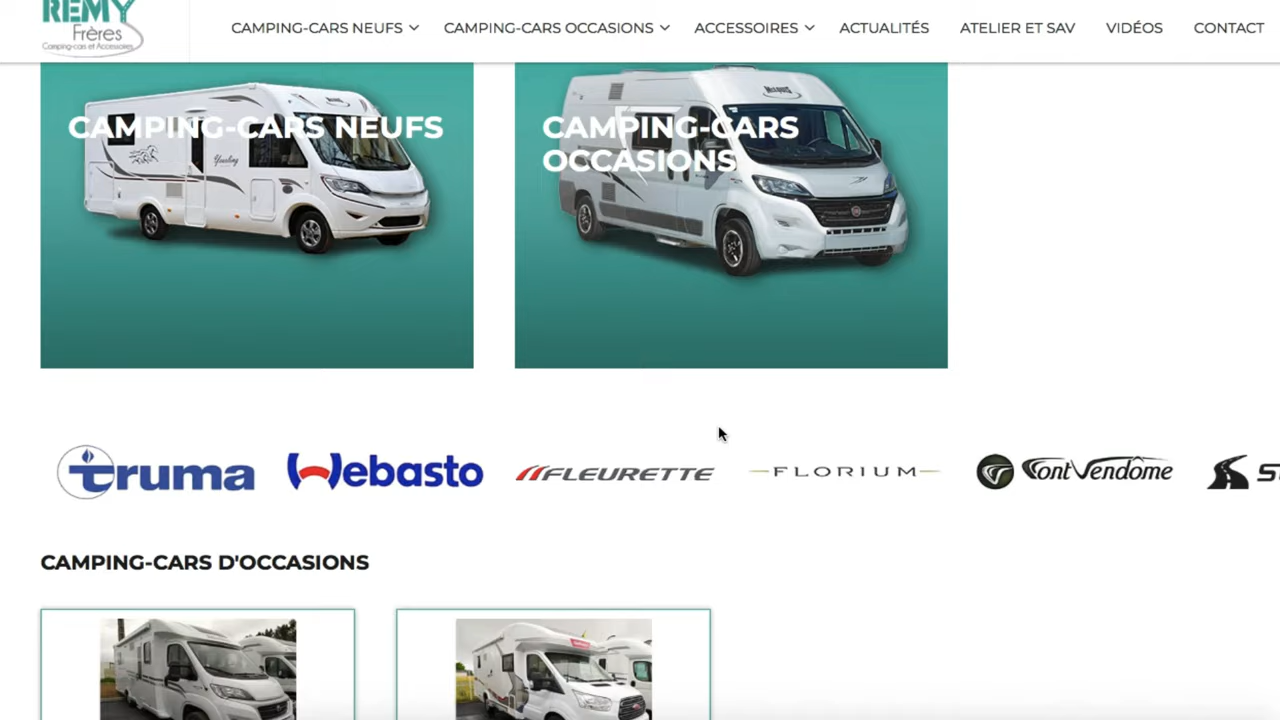 REMY
Frères
Camping-cars et Accessoires
CAMPING-CARS NEUFS
CAMPING-CARS OCCASIONS
ACCESSOIRES
ACTUALITÉS
ATELIER ET SAV
VIDÉOS
CONTACT
CAMPING-CARS NEUFS
CAMPING-CARS
OCCASIONS
truma
Webasto
FLEURETTE
FLORIUM
Font Vendôme
CAMPING-CARS D'OCCASIONS